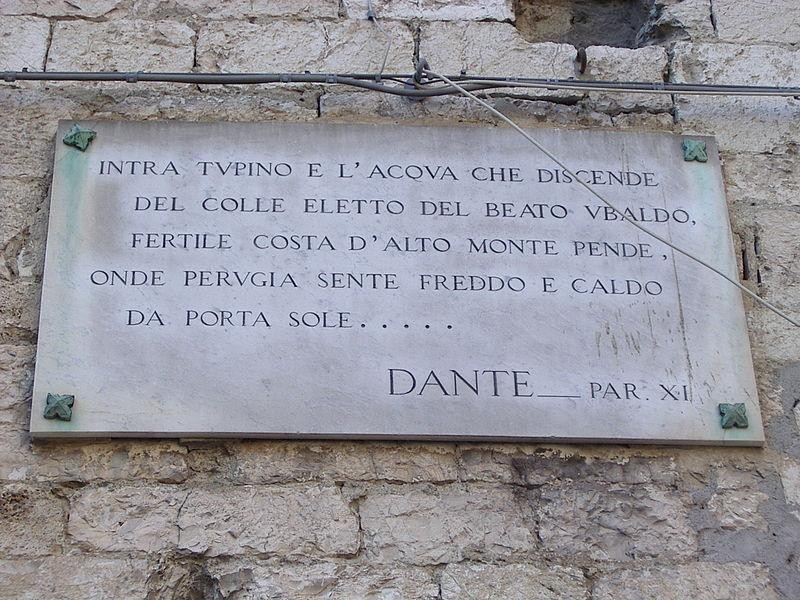 INTRA TVPINO E L'ACQVA CHE DISCENDE
DEL COLLE ELETTO DEL BEATO VBALDO,
FERTILE COSTA D'ALTO MONTE PENDE,
ONDE PERVGIA SENTE FREDDO E CALDO
DA PORTA SOLE.....
DANTE__ PAR. XI